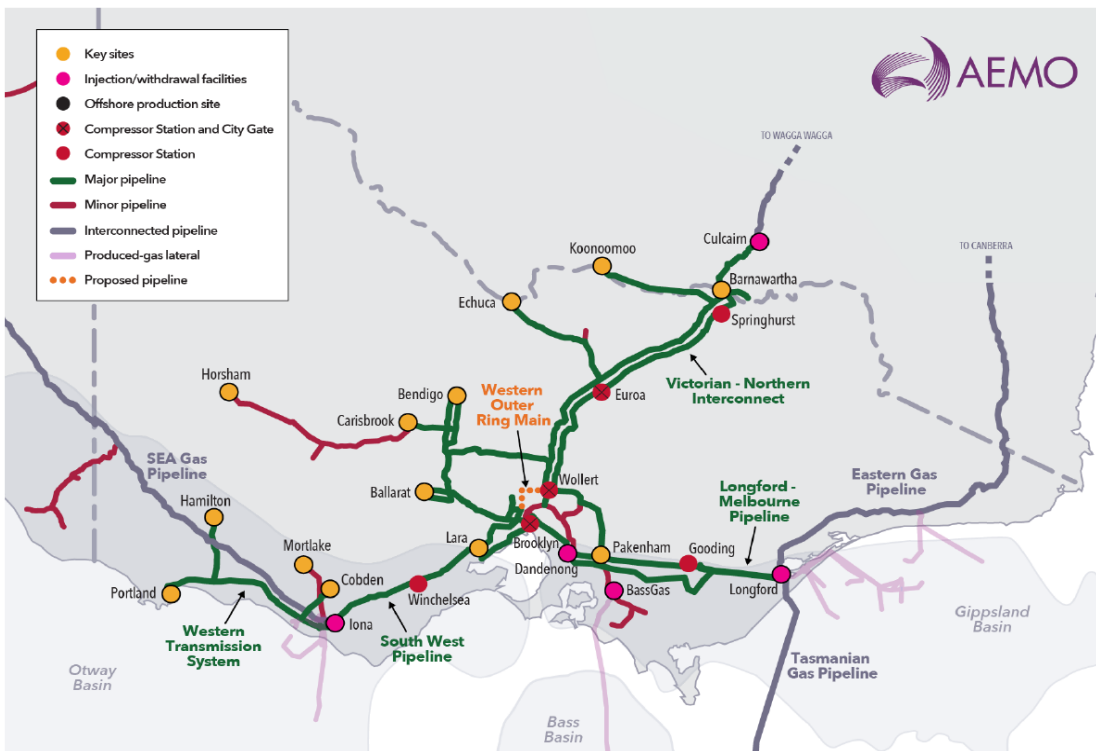 Key sites
Injection/withdrawal facilities
Offshore production site
Compressor Station and City Gate
Compressor Station
Major pipeline
Minor pipeline
Interconnected pipeline
Produced-gas lateral
Proposed pipeline
AEMO
TO WAGGA WAGGA
Culcairn
TO CANBERRA
Koonoomoo
Barnawartha
Echuca
Springhurst
Horsham
Bendigo
Western
Outer
Ring Main
Euroa
Victorian - Northern
Interconnect
Carisbrook
SEA Gas
Pipeline
Ballarat
Wollert
Longford -
Melbourne
Pipeline
Eastern Gas
Pipeline
Hamilton
Mortlake
Lara
Brooklyn
Dandenong
Pakenham
Gooding
Cobden
Portland
Winchelsea
BassGas
Longford
Iona
Western
Transmission
System
South West
Pipeline
Gippsland
Basin
Tasmanian
Gas Pipeline
Otway
Basin
Bass
Basin